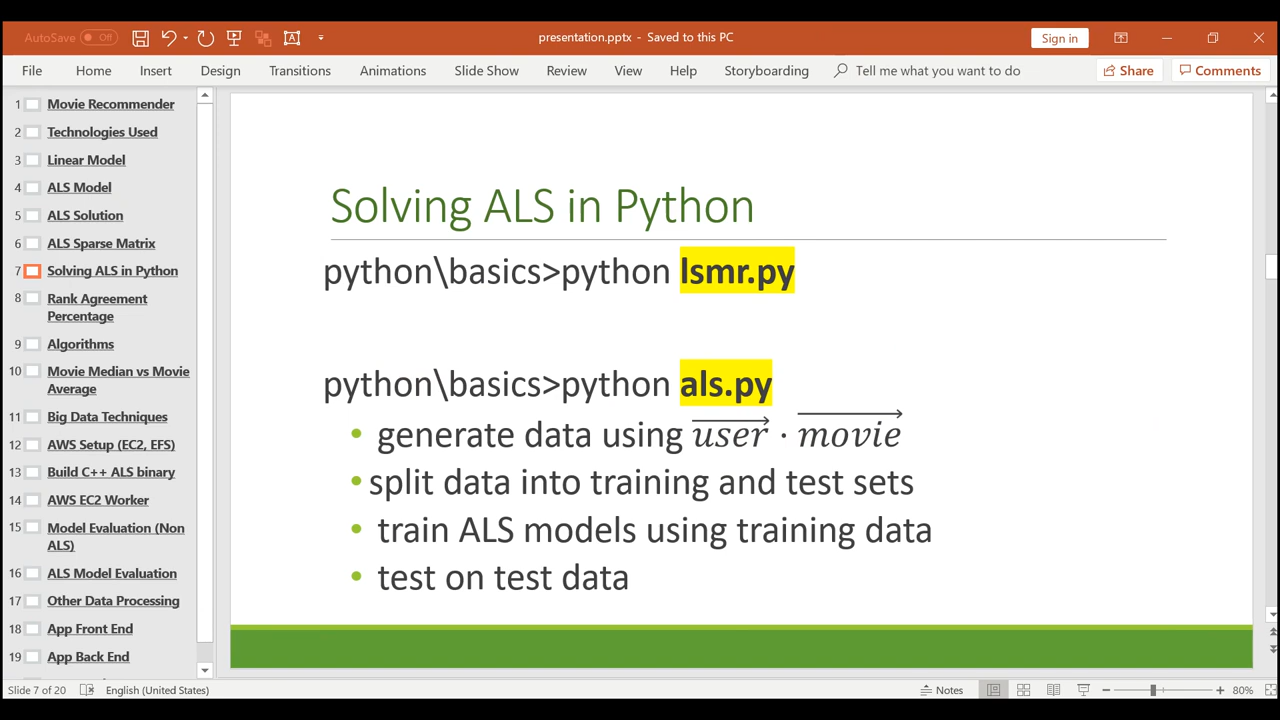 AutoSave Off
presentation.pptx - Saved to this PC
Sign in
File Home Insert Design Transitions Animations Slide Show Review View Help Storyboarding Tell me what you want to do Share Comments
1 Movie Recommender
2 Technologies Used
3 Linear Model
4 ALS Model
5 ALS Solution
6 ALS Sparse Matrix
7 Solving ALS in Python
8 Rank Agreement
Percentage
9 Algorithms
10 Movie Median vs Movie
Average
11 Big Data Techniques
12 AWS Setup (EC2, EFS)
13 Build C++ ALS binary
14 AWS EC2 Worker
15 Model Evaluation (Non
ALS)
16 ALS Model Evaluation
17 Other Data Processing
18 App Front End
19 App Back End
Solving ALS in Python
python\basics>python lsmr.py
python\basics>python als.py
• generate data using user · movie
• split data into training and test sets
• train ALS models using training data
• test on test data
Slide 7 of 20 English (United States) Notes 80%